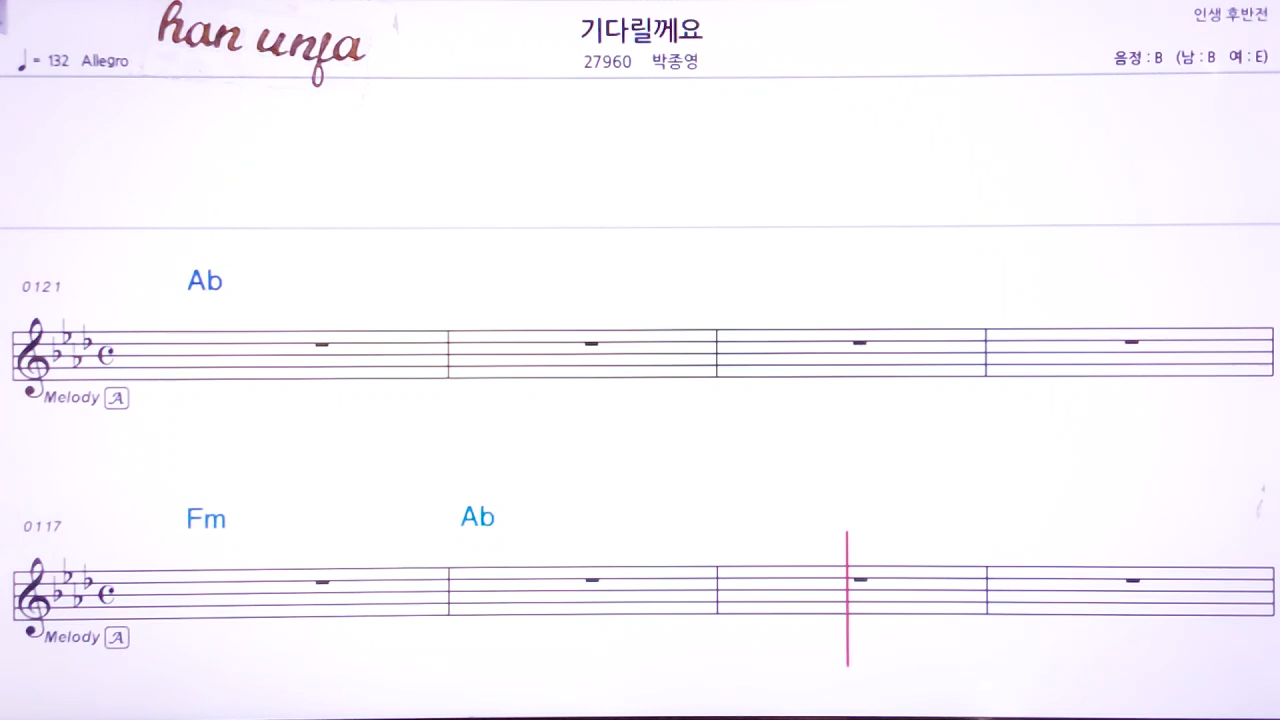 han unfa
기다릴께요
인생 후반전
♩= 132 Allegro
27960 박종영
음정 : B (남 : B 여 : E)
0121
Ab
Melody A
0117
Fm Ab
Melody A